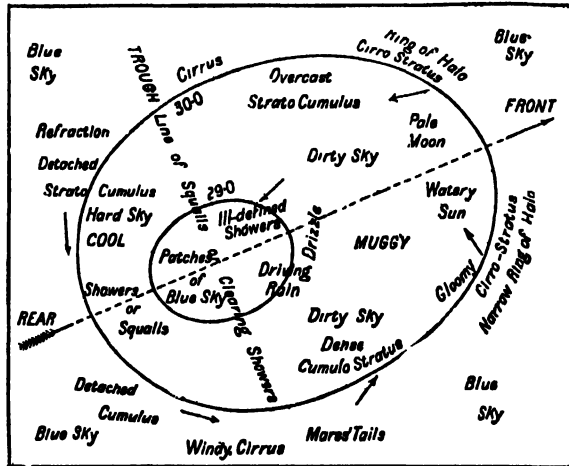 Blue
Sky
TROUGH Line of Squalls or Clearing Showers
Cirrus
30·0
Overcast
Strato Cumulus
Ring of Halo
Cirro Stratus
Blue
Sky
FRONT
Refraction
Detached
Strato Cumulus
Hard Sky
COOL
29·0
Ill-defined
Showers
Dirty Sky
Pale
Moon
Watery
Sun
Patches
of
Blue Sky
Driving
Rain
or Drizzle
MUGGY
Gloomy
Cirro-Stratus
Narrow Ring of Halo
REAR
Showers
or
Squalls
Dirty Sky
Dense
Cumulo Stratus
Detached
Cumulus
Blue Sky
Windy, Cirrus
Mares' Tails
Blue
Sky